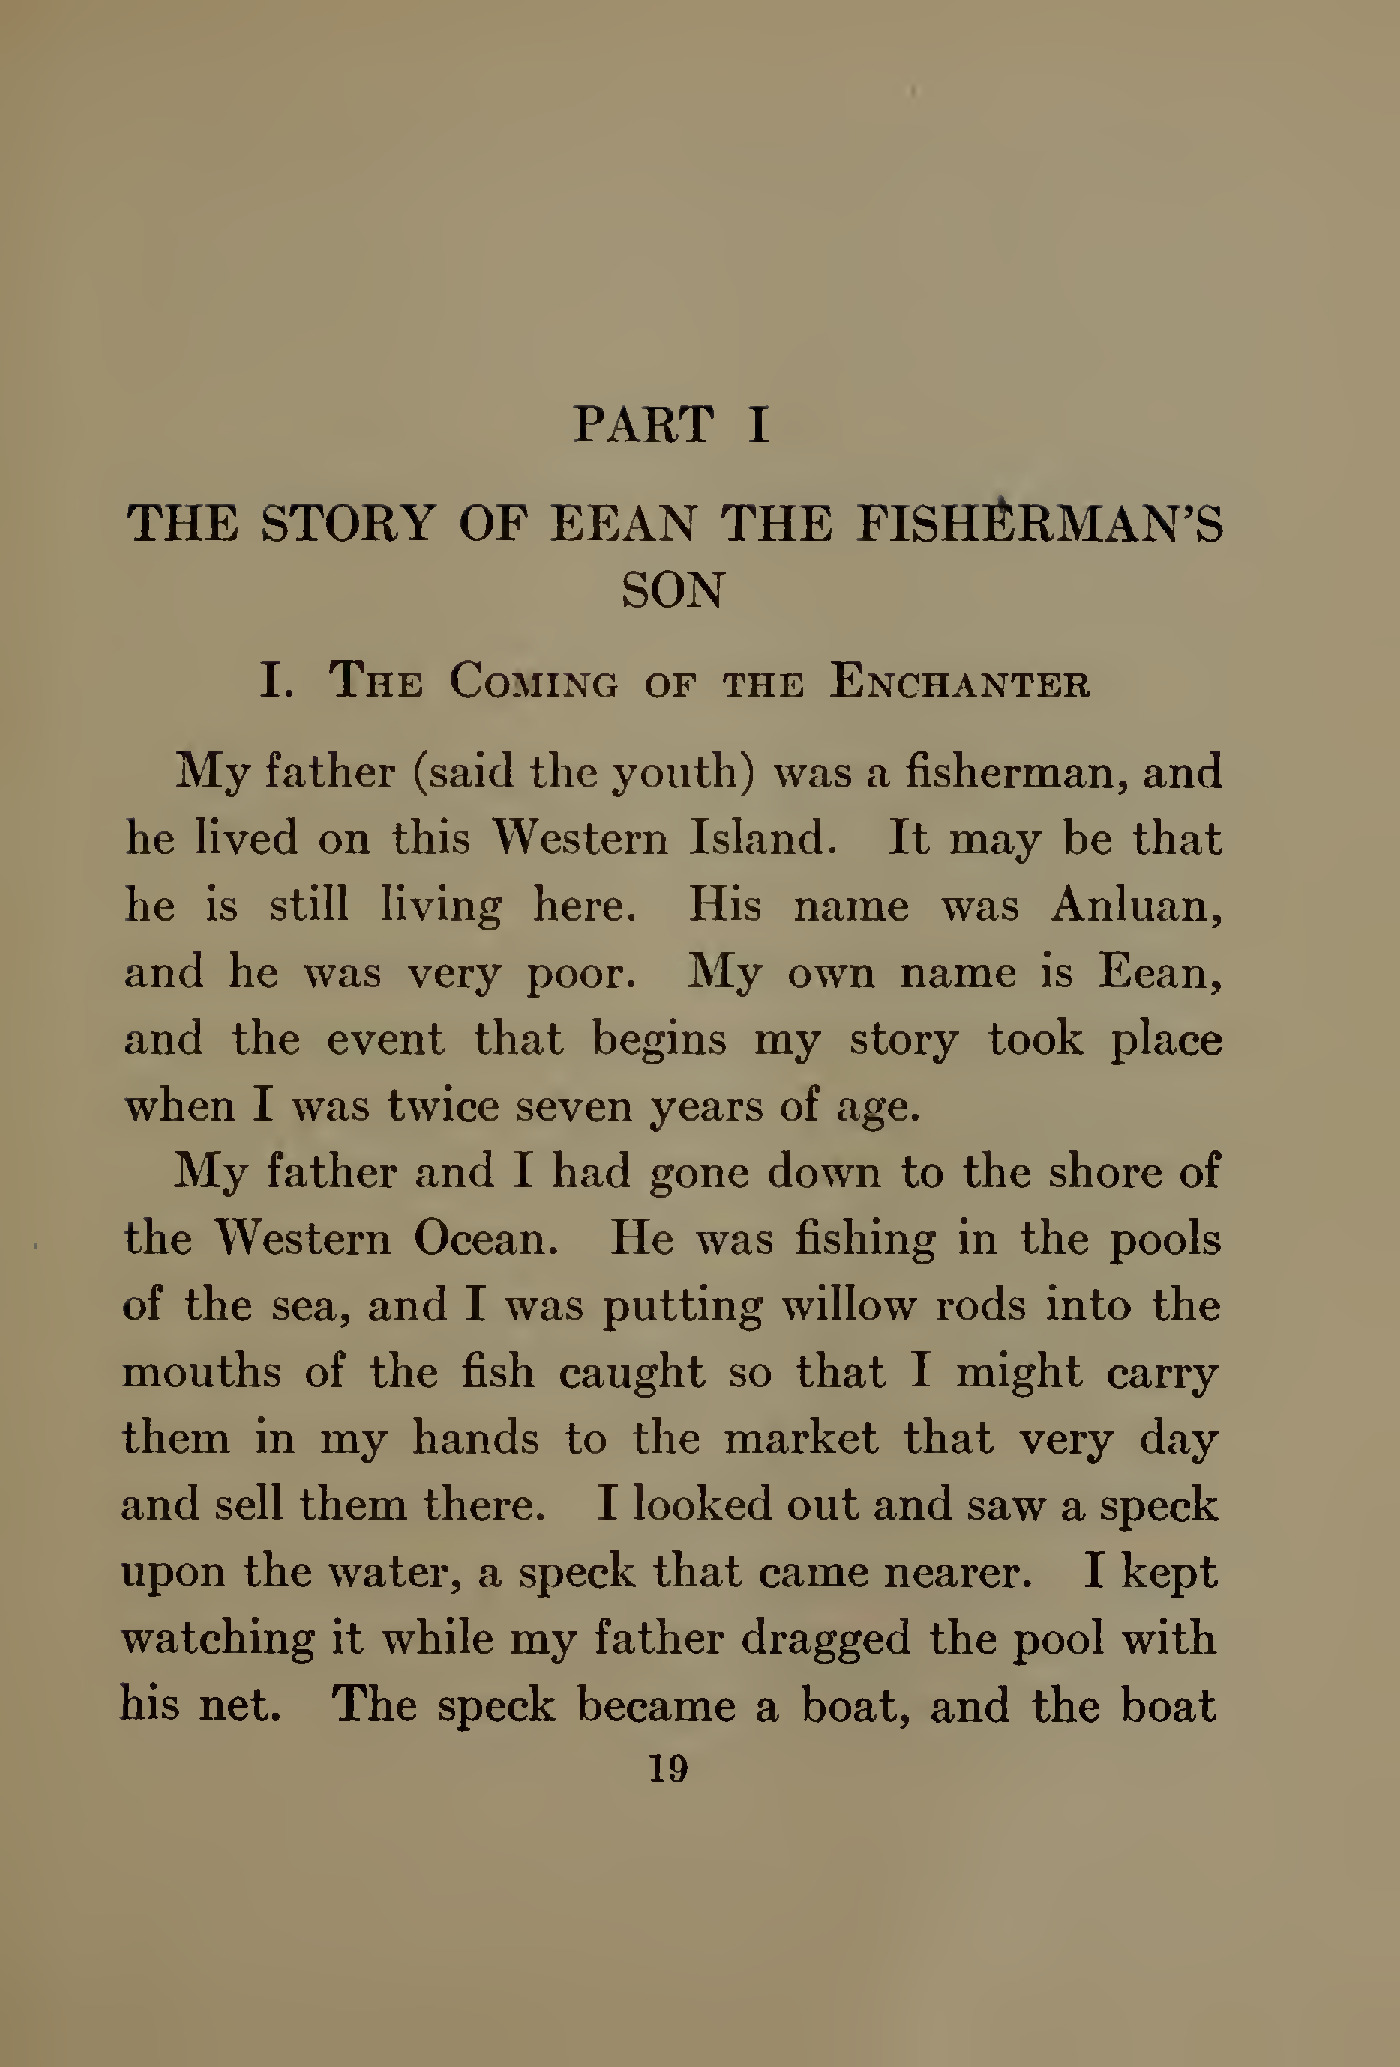 PART I
THE STORY OF EEAN THE FISHERMAN'S
SON
I. The Coming of the Enchanter
My father (said the youth) was a fisherman, and
he lived on this Western Island. It may be that
he is still living here. His name was Anluan,
and he was very poor. My own name is Eean,
and the event that begins my story took place
when I was twice seven years of age.
My father and I had gone down to the shore of
the Western Ocean. He was fishing in the pools
of the sea, and I was putting willow rods into the
mouths of the fish caught so that I might carry
them in my hands to the market that very day
and sell them there. I looked out and saw a speck
upon the water, a speck that came nearer. I kept
watching it while my father dragged the pool with
his net. The speck became a boat, and the boat
19